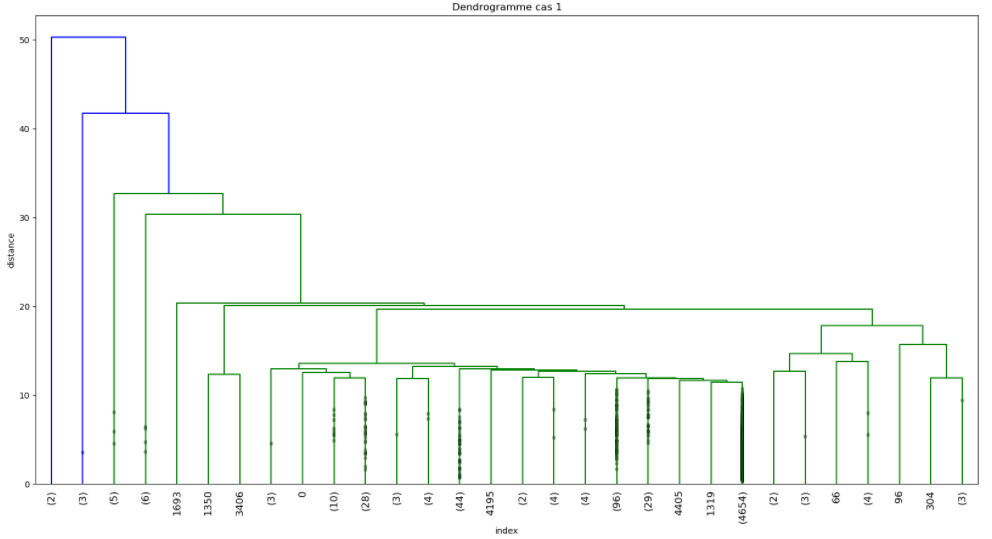 Dendrogramme cas 1
50
40
30
20
10
0
distance
(2) (3) (5) (6) 1693 1350 3406 (3) 0 (10) (28) (3) (4) (44) 4195 (2) (4) (4) (96) (29) 4405 1319 (4654) (2) (3) 66 (4) 96 304 (3)
index